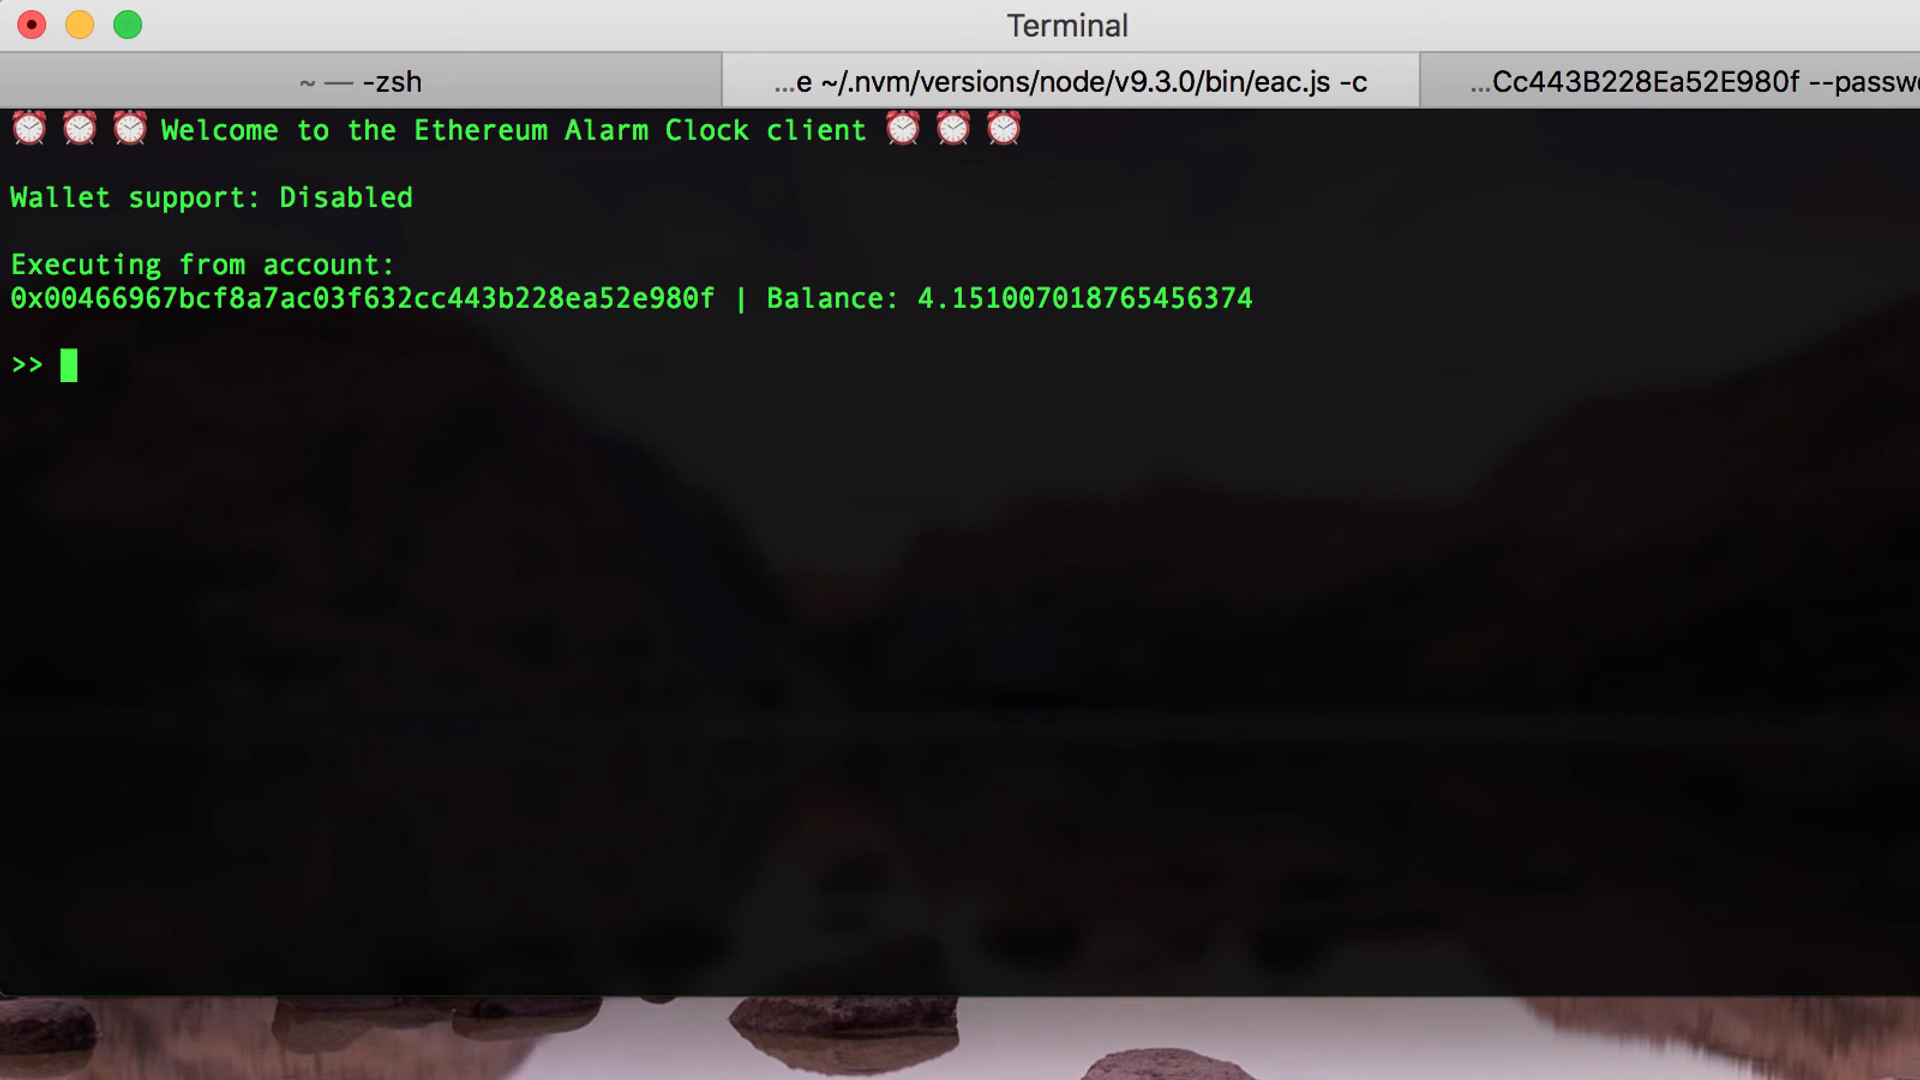 Terminal
~ — -zsh
...e ~/.nvm/versions/node/v9.3.0/bin/eac.js -c
...Cc443B228Ea52E980f --passwo
Welcome to the Ethereum Alarm Clock client
Wallet support: Disabled
Executing from account:
0x00466967bcf8a7ac03f632cc443b228ea52e980f | Balance: 4.151007018765456374
>>